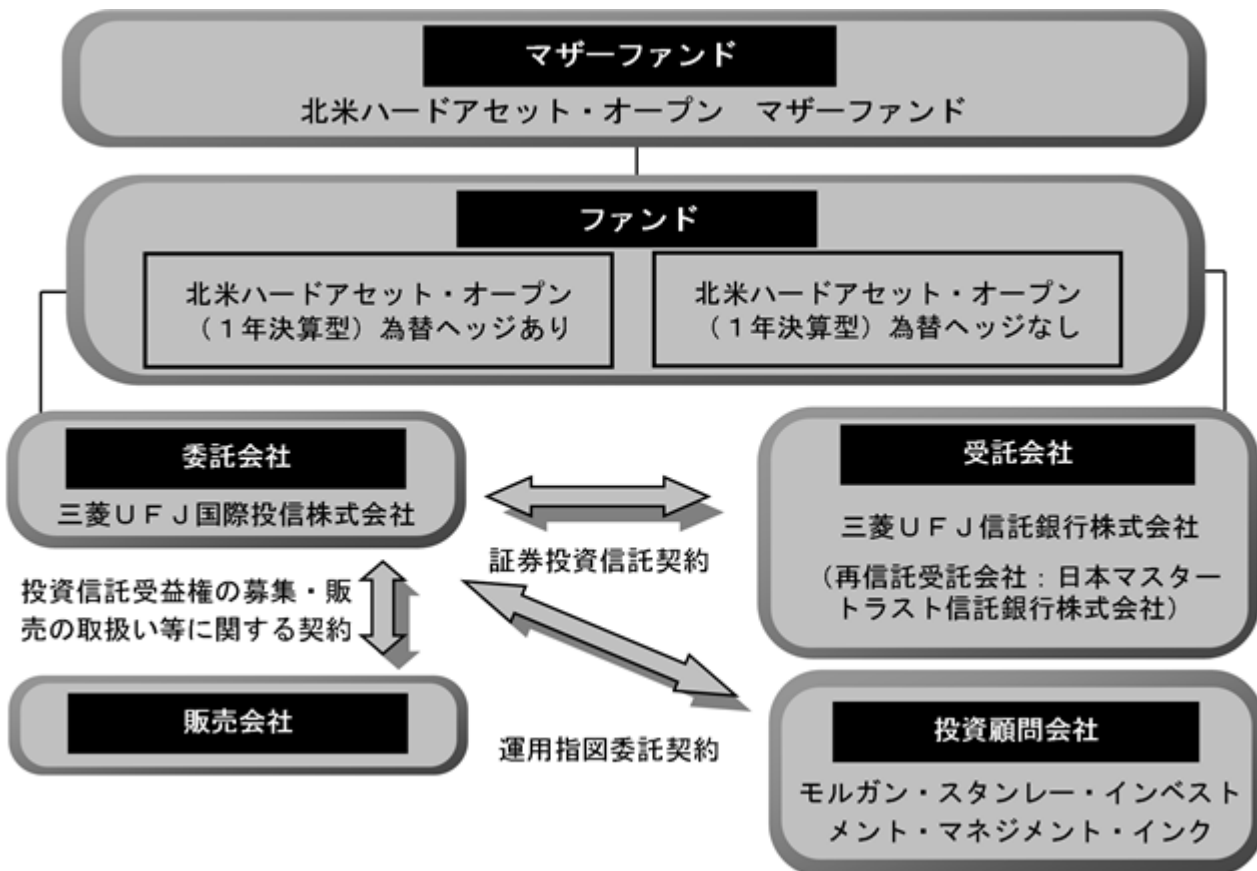 マザーファンド
北米ハードアセット・オープン　マザーファンド
ファンド
北米ハードアセット・オープン
（１年決算型）為替ヘッジあり
北米ハードアセット・オープン
（１年決算型）為替ヘッジなし
委託会社
三菱ＵＦＪ国際投信株式会社
受託会社
三菱ＵＦＪ信託銀行株式会社
（再信託受託会社：日本マスター
トラスト信託銀行株式会社）
証券投資信託契約
投資信託受益権の募集・販
売の取扱い等に関する契約
販売会社
運用指図委託契約
投資顧問会社
モルガン・スタンレー・インベスト
メント・マネジメント・インク